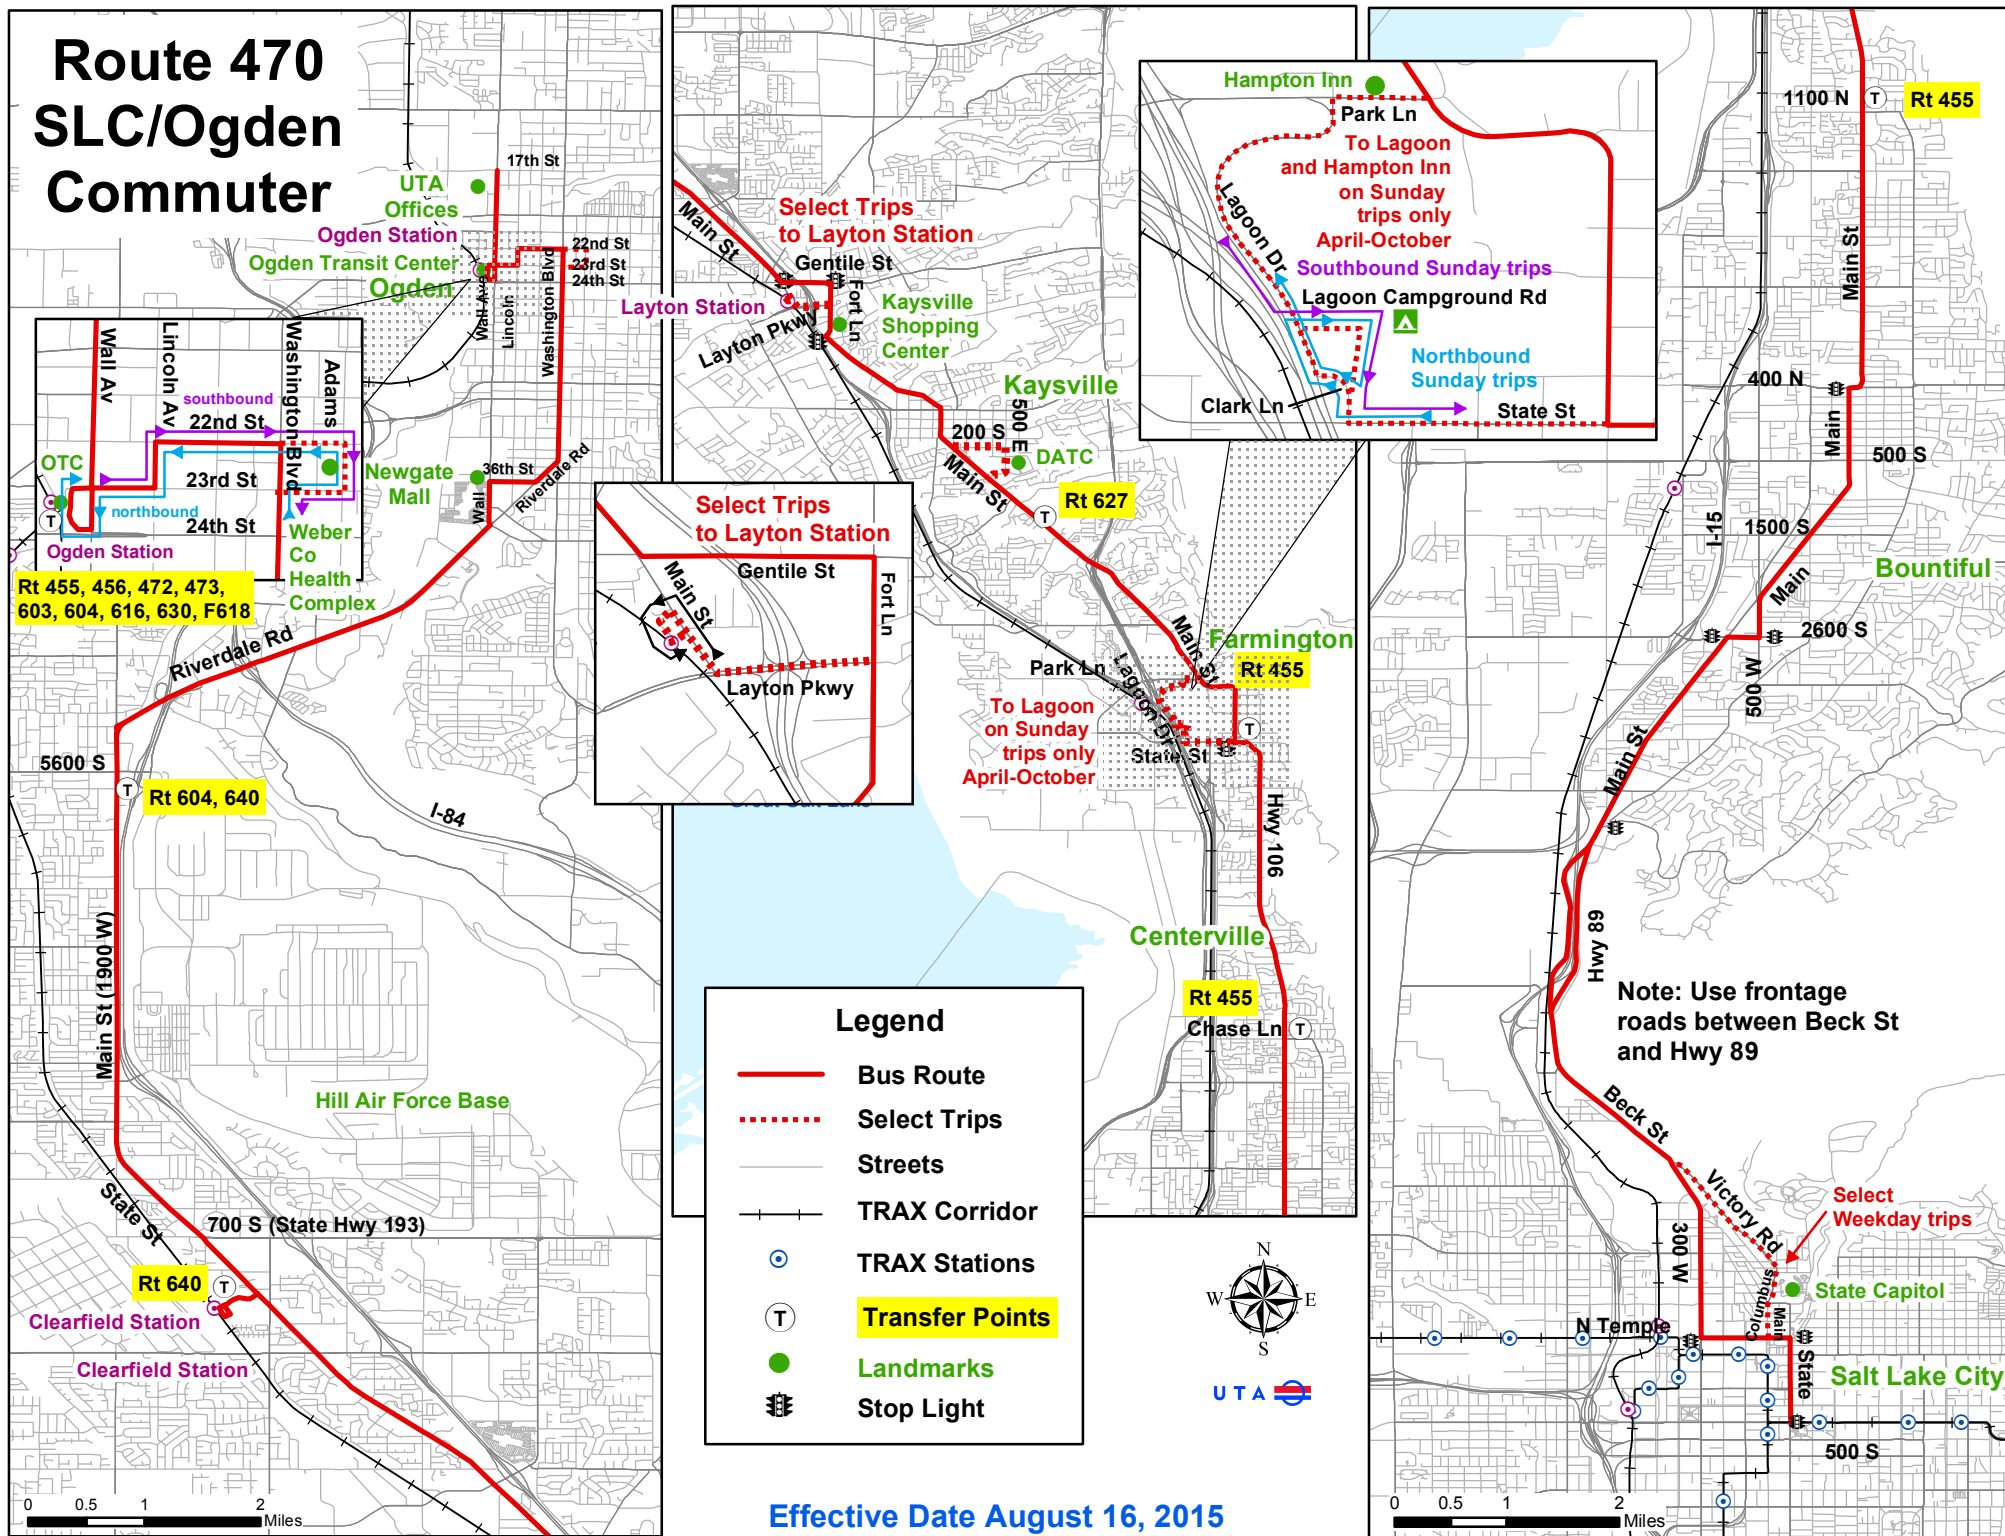 Route 470
SLC/Ogden
Commuter
17th St
UTA
Offices
Ogden Station
Ogden Transit Center
Ogden
22nd St
23rd St
24th St
Wall Ave
Lincoln
Washington Blvd
36th St
Riverdale Rd
Wall
Newgate
Mall
Wall Av
Lincoln Av
Washington Blvd
Adams
southbound
22nd St
OTC
23rd St
northbound
24th St
Ogden Station
T
Weber
Co
Health
Complex
Rt 455, 456, 472, 473,
603, 604, 616, 630, F618
Riverdale Rd
5600 S
T
Rt 604, 640
I-84
Main St (1900 W)
Hill Air Force Base
State St
700 S (State Hwy 193)
Rt 640
T
Clearfield Station
Clearfield Station
0 0.5 1 2
Miles
Main St
Select Trips
to Layton Station
Gentile St
Layton Station
Fort Ln
Layton Pkwy
Kaysville
Shopping
Center
Kaysville
500 E
200 S
DATC
Main St
Rt 627
T
Select Trips
to Layton Station
Gentile St
Main St
Fort Ln
Layton Pkwy
Main St
Farmington
Rt 455
Park Ln
Lagoon Dr
To Lagoon
on Sunday
trips only
April-October
T
State St
Hwy 106
Centerville
Rt 455
Chase Ln
T
Hampton Inn
Park Ln
To Lagoon
and Hampton Inn
on Sunday
trips only
April-October
Lagoon Dr
Southbound Sunday trips
Lagoon Campground Rd
Northbound
Sunday trips
Clark Ln
State St
Legend
Bus Route
Select Trips
Streets
TRAX Corridor
TRAX Stations
T
Transfer Points
Landmarks
Stop Light
N
W
E
S
UTA
Effective Date August 16, 2015
1100 N
T
Rt 455
Main St
400 N
Main
500 S
I-15
1500 S
Bountiful
Main
2600 S
500 W
Main St
Hwy 89
Note: Use frontage
roads between Beck St
and Hwy 89
Beck St
Victory Rd
Select
Weekday trips
300 W
Columbus
Main
State Capitol
N Temple
State
Salt Lake City
500 S
0 0.5 1 2
Miles